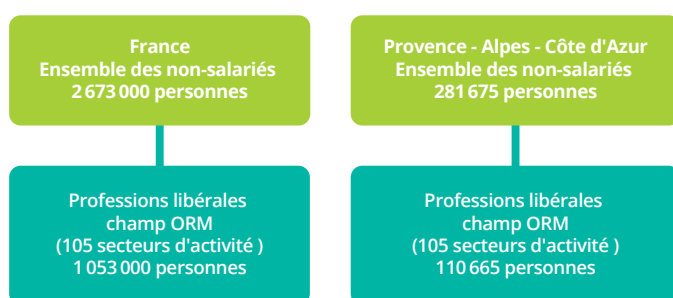 France
Ensemble des non-salariés
2 673 000 personnes
Provence - Alpes - Côte d'Azur
Ensemble des non-salariés
281 675 personnes
Professions libérales
champ ORM
(105 secteurs d'activité )
1 053 000 personnes
Professions libérales
champ ORM
(105 secteurs d'activité )
110 665 personnes